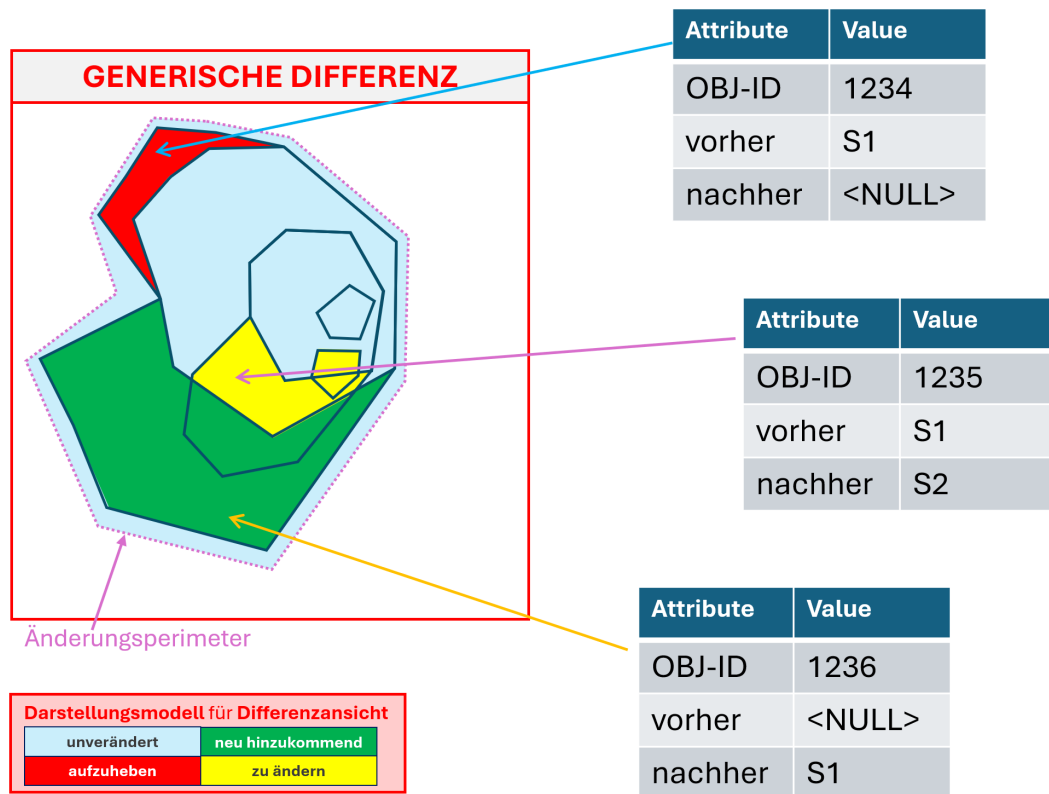 GENERISCHE DIFFERENZ
Attribute Value
OBJ-ID 1234
vorher S1
nachher <NULL>
Attribute Value
OBJ-ID 1235
vorher S1
nachher S2
Änderungsperimeter
Attribute Value
OBJ-ID 1236
vorher <NULL>
nachher S1
Darstellungsmodell für Differenzansicht
unverändert neu hinzukommend
aufzuheben zu ändern